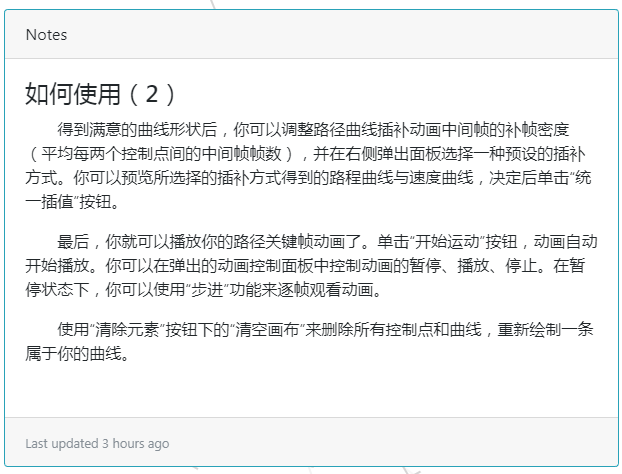 Notes
如何使用（2）
得到满意的曲线形状后，你可以调整路径曲线插补动画中间帧的补帧密度
（平均每两个控制点间的中间帧帧数），并在右侧弹出面板选择一种预设的插补
方式。你可以预览所选择的插补方式得到的路程曲线与速度曲线，决定后单击“统
一插值”按钮。
最后，你就可以播放你的路径关键帧动画了。单击“开始运动”按钮，动画自动
开始播放。你可以在弹出的动画控制面板中控制动画的暂停、播放、停止。在暂
停状态下，你可以使用“步进”功能来逐帧观看动画。
使用“清除元素”按钮下的“清空画布”来删除所有控制点和曲线，重新绘制一条
属于你的曲线。
Last updated 3 hours ago